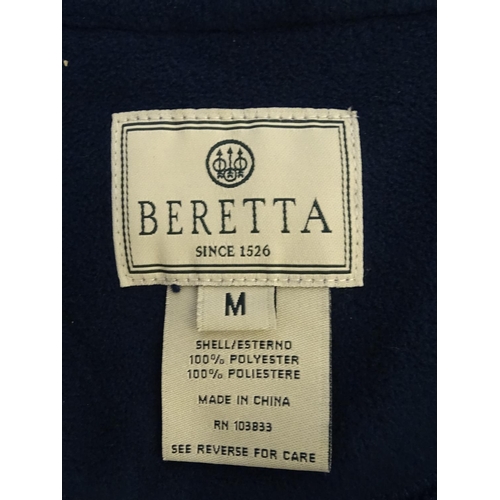 BERETTA
SINCE 1526
M
SHELL/ESTERNO
100% POLYESTER
100% POLIESTERE
MADE IN CHINA
RN 103833
SEE REVERSE FOR CARE